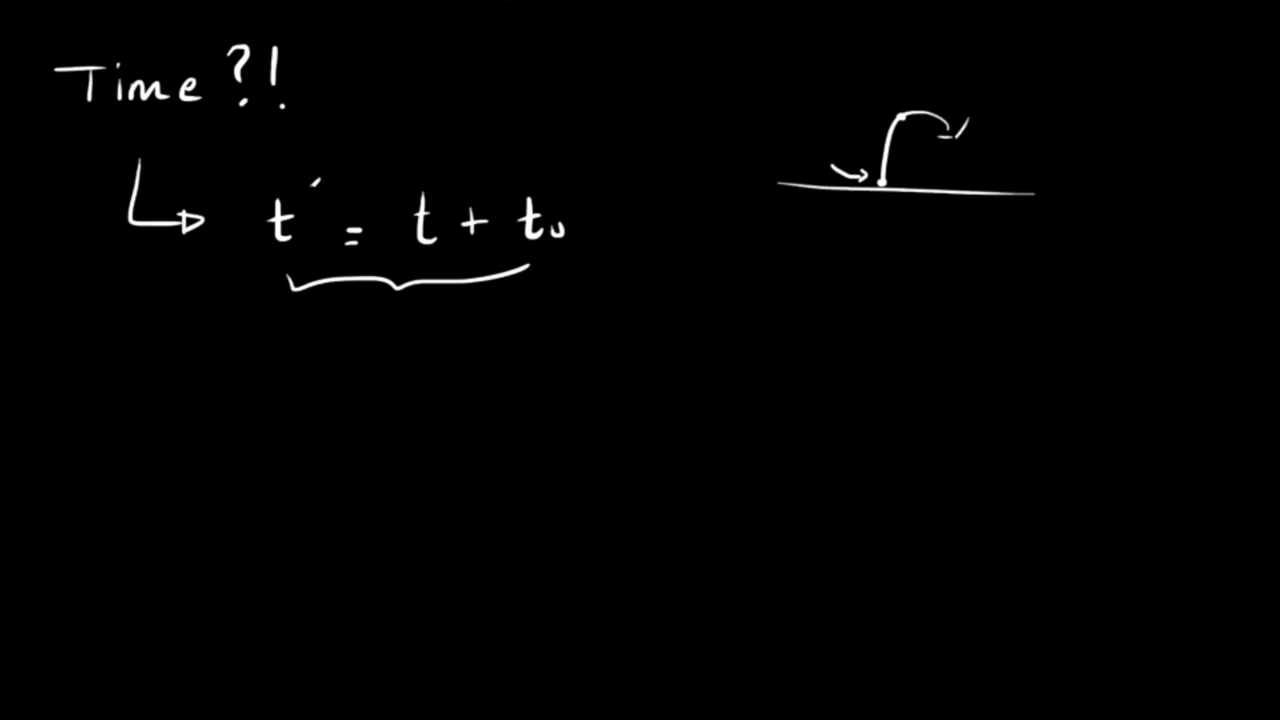 Time ?!
t´ = t + t₀